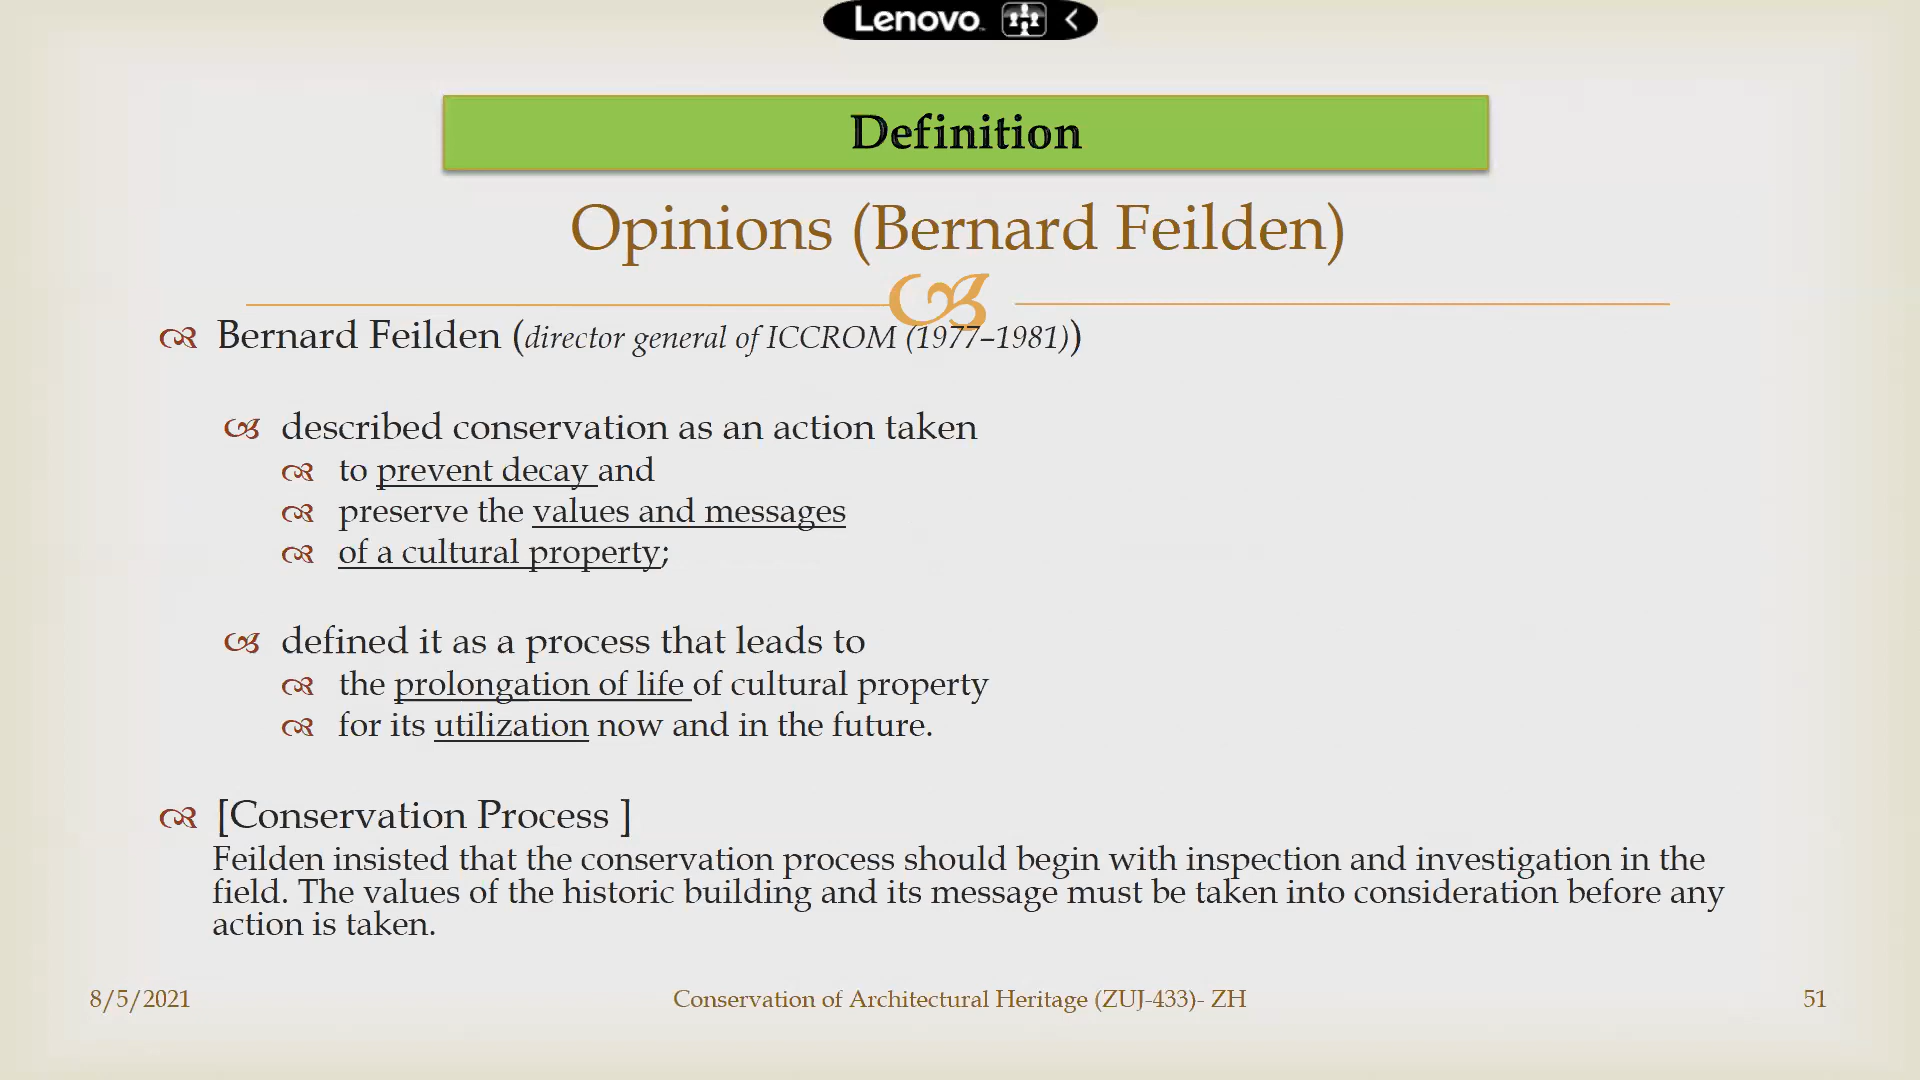 Lenovo
Definition
Opinions (Bernard Feilden)
Bernard Feilden (director general of ICCROM (1977–1981))
described conservation as an action taken
to prevent decay and
preserve the values and messages
of a cultural property;
defined it as a process that leads to
the prolongation of life of cultural property
for its utilization now and in the future.
[Conservation Process ]
Feilden insisted that the conservation process should begin with inspection and investigation in the
field. The values of the historic building and its message must be taken into consideration before any
action is taken.
8/5/2021
Conservation of Architectural Heritage (ZUJ-433)- ZH
51